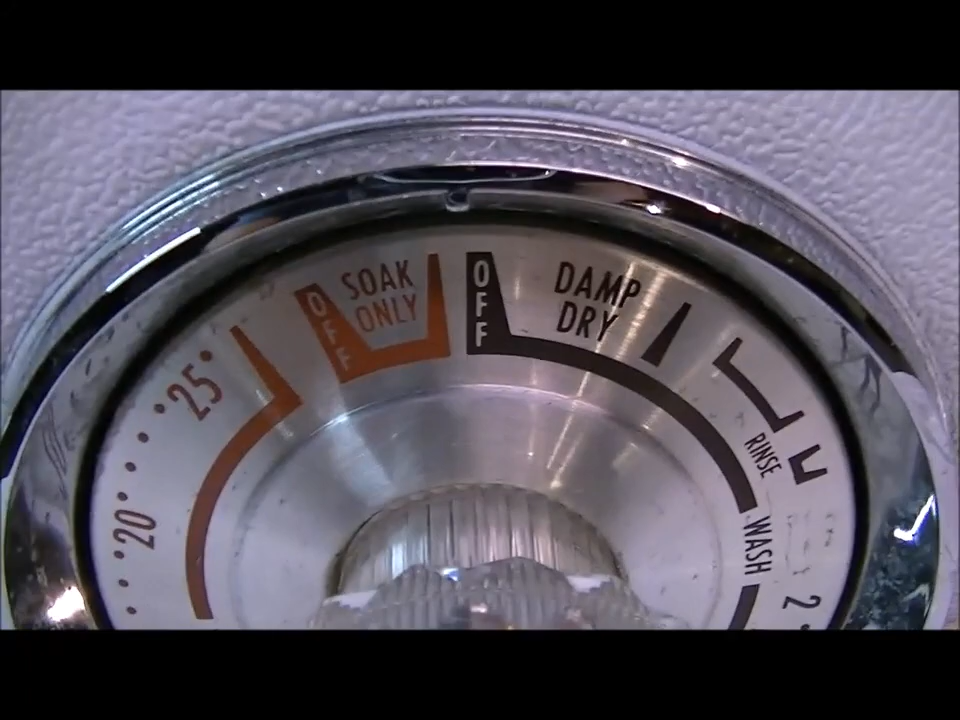 OFF
SOAK
ONLY
OFF
DAMP
DRY
25
20
RINSE
WASH
2